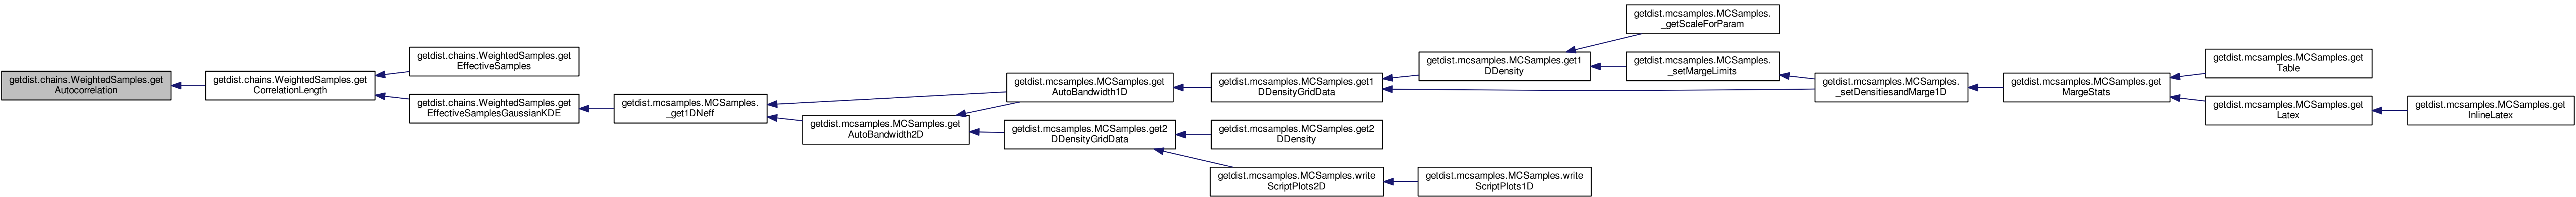 getdist.chains.WeightedSamples.get
Autocorrelation
getdist.chains.WeightedSamples.get
CorrelationLength
getdist.chains.WeightedSamples.get
EffectiveSamples
getdist.chains.WeightedSamples.get
EffectiveSamplesGaussianKDE
getdist.mcsamples.MCSamples.
_get1DNeff
getdist.mcsamples.MCSamples.get
AutoBandwidth1D
getdist.mcsamples.MCSamples.get
AutoBandwidth2D
getdist.mcsamples.MCSamples.get1
DDensityGridData
getdist.mcsamples.MCSamples.get2
DDensityGridData
getdist.mcsamples.MCSamples.get2
DDensity
getdist.mcsamples.MCSamples.write
ScriptPlots2D
getdist.mcsamples.MCSamples.write
ScriptPlots1D
getdist.mcsamples.MCSamples.get1
DDensity
getdist.mcsamples.MCSamples.
_getScaleForParam
getdist.mcsamples.MCSamples.
_setMargeLimits
getdist.mcsamples.MCSamples.
_setDensitiesandMarge1D
getdist.mcsamples.MCSamples.get
MargeStats
getdist.mcsamples.MCSamples.get
Table
getdist.mcsamples.MCSamples.get
Latex
getdist.mcsamples.MCSamples.get
InlineLatex